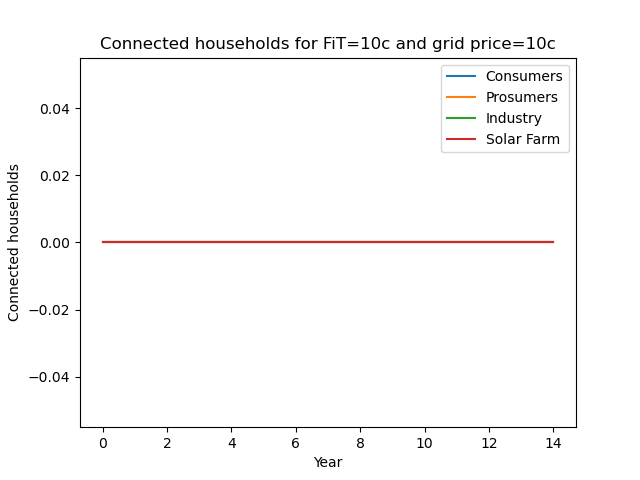 Connected households for FiT=10c and grid price=10c
Consumers
Prosumers
Industry
Solar Farm
Connected households
0.04
0.02
0.00
−0.02
−0.04
0 2 4 6 8 10 12 14
Year